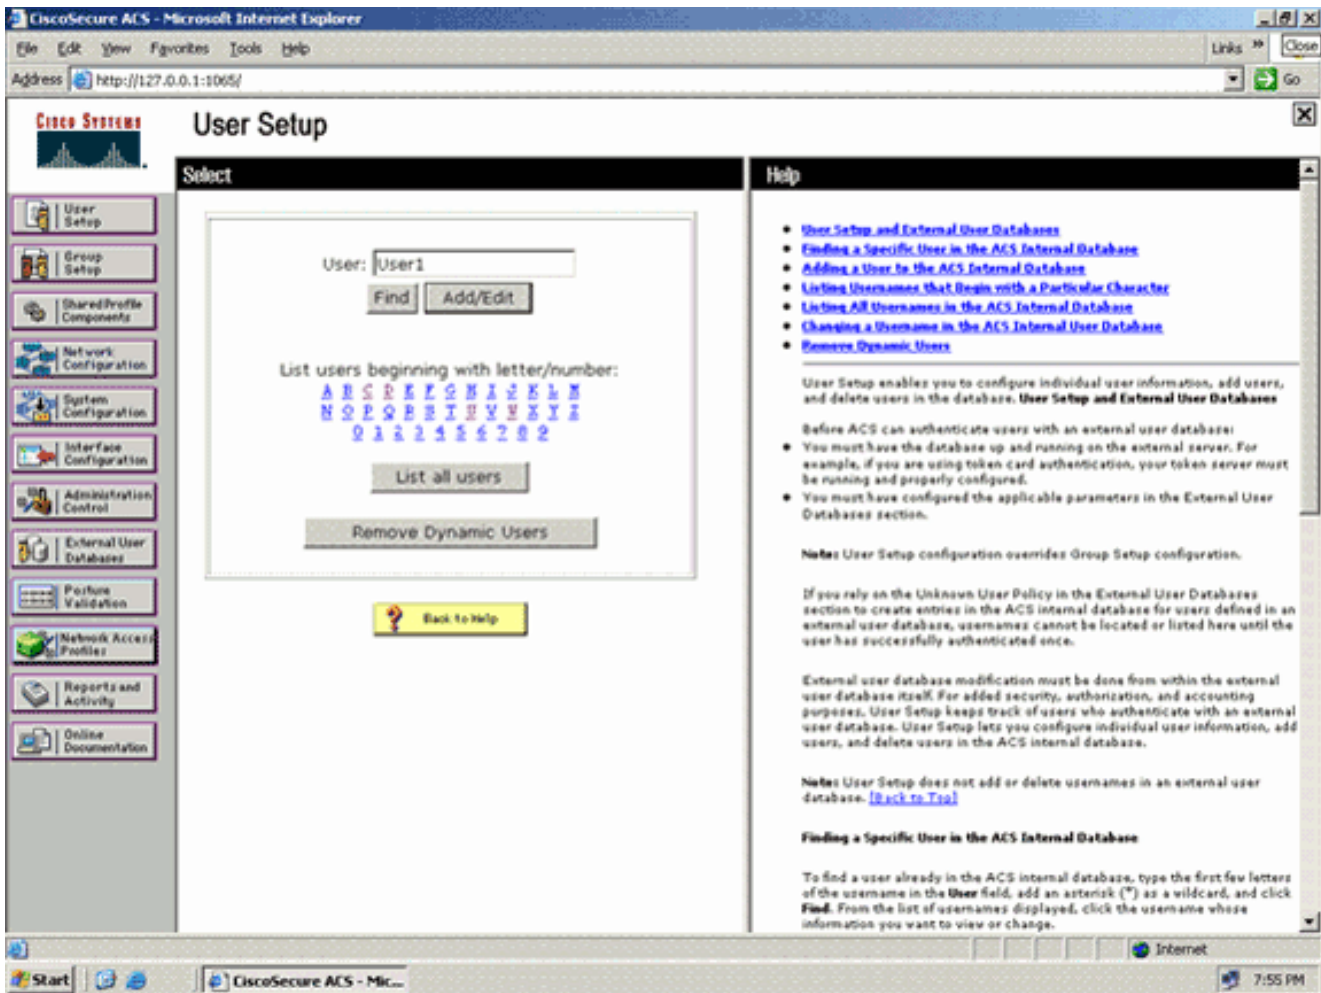 CiscoSecure ACS - Microsoft Internet Explorer
File Edit View Favorites Tools Help
Links »
Close
Address http://127.0.0.1:1065/
Go
CISCO SYSTEMS
User Setup
User Setup
Group Setup
Shared Profile Components
Network Configuration
System Configuration
Interface Configuration
Administration Control
External User Databases
Posture Validation
Network Access Profiles
Reports and Activity
Online Documentation
Select
User: User1
Find Add/Edit
List users beginning with letter/number:
A B C D E F G H I J K L M
N O P Q R S T U V W X Y Z
0 1 2 3 4 5 6 7 8 9
List all users
Remove Dynamic Users
Back to Help
Help
User Setup and External User Databases
Finding a Specific User in the ACS Internal Database
Adding a User to the ACS Internal Database
Listing Usernames that Begin with a Particular Character
Listing All Usernames in the ACS Internal Database
Changing a Username in the ACS Internal User Database
Remove Dynamic Users
User Setup enables you to configure individual user information, add users,
and delete users in the database. User Setup and External User Databases
Before ACS can authenticate users with an external user database:
You must have the database up and running on the external server. For
example, if you are using token card authentication, your token server must
be running and properly configured.
You must have configured the applicable parameters in the External User
Databases section.
Note: User Setup configuration overrides Group Setup configuration.
If you rely on the Unknown User Policy in the External User Databases
section to create entries in the ACS internal database for users defined in an
external user database, usernames cannot be located or listed here until the
user has successfully authenticated once.
External user database modification must be done from within the external
user database itself. For added security, authorization, and accounting
purposes, User Setup keeps track of users who authenticate with an external
user database. User Setup lets you configure individual user information, add
users, and delete users in the ACS internal database.
Note: User Setup does not add or delete usernames in an external user
database. [Back to Top]
Finding a Specific User in the ACS Internal Database
To find a user already in the ACS internal database, type the first few letters
of the username in the User field, add an asterisk (*) as a wildcard, and click
Find. From the list of usernames displayed, click the username whose
information you want to view or change.
Internet
Start
CiscoSecure ACS - Mic...
7:55 PM